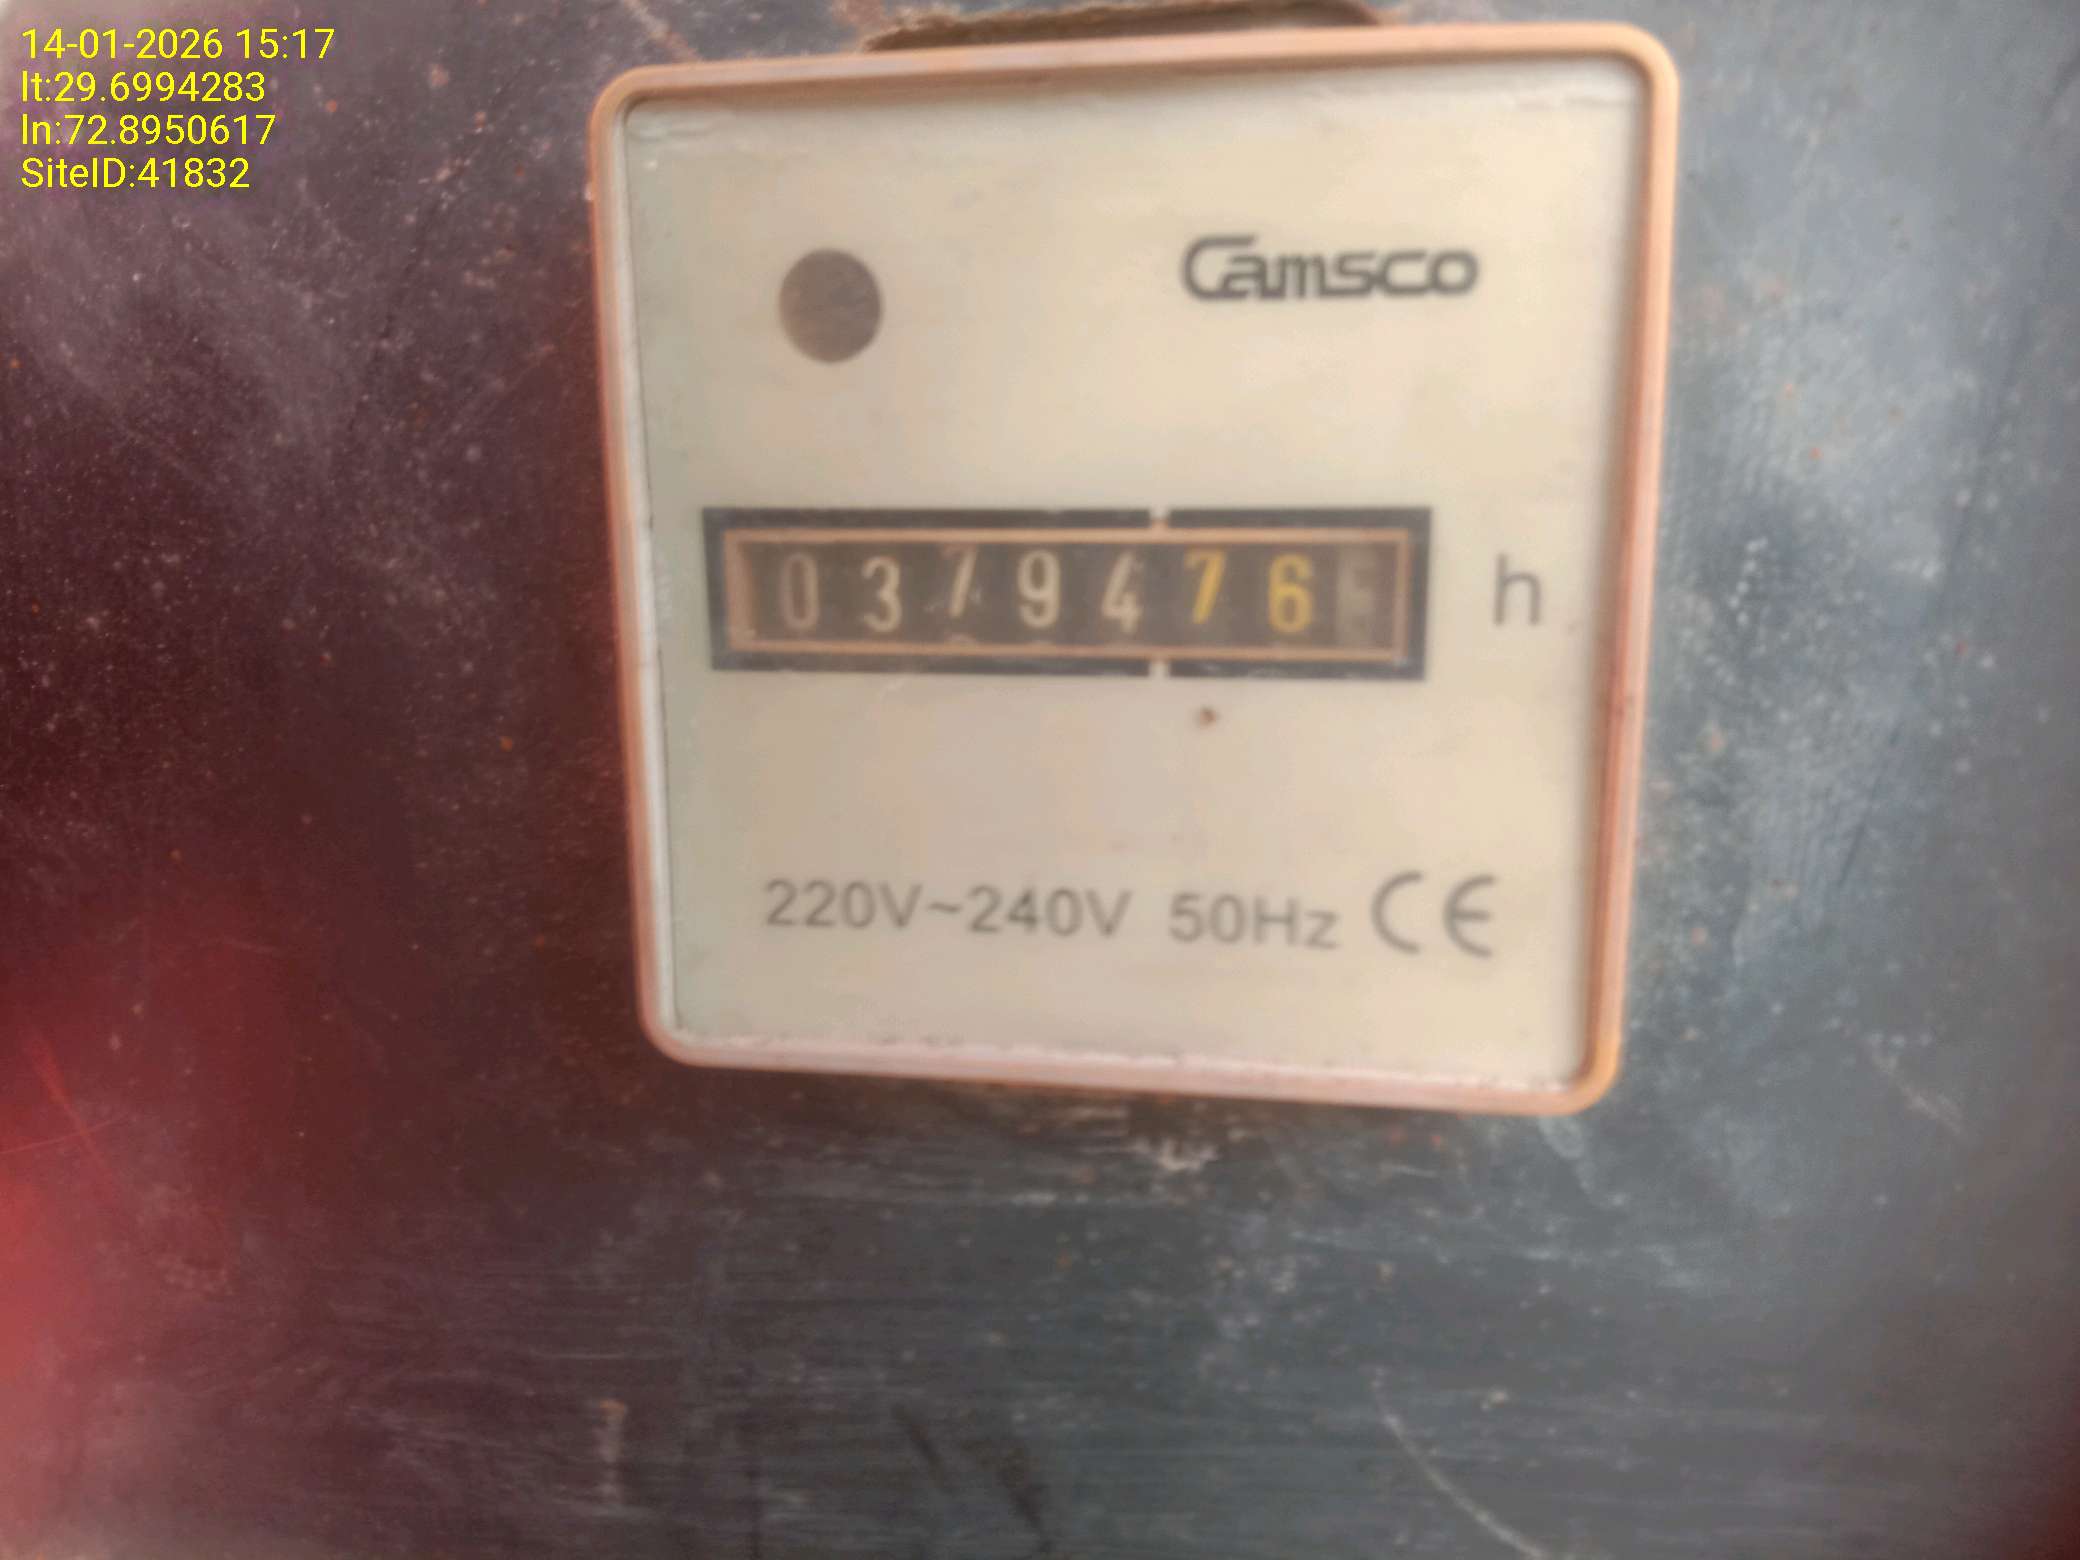 14-01-2026 15:17
lt:29.6994283
ln:72.8950617
SiteID:41832
Camsco
0379476 h
220V~240V 50Hz CE